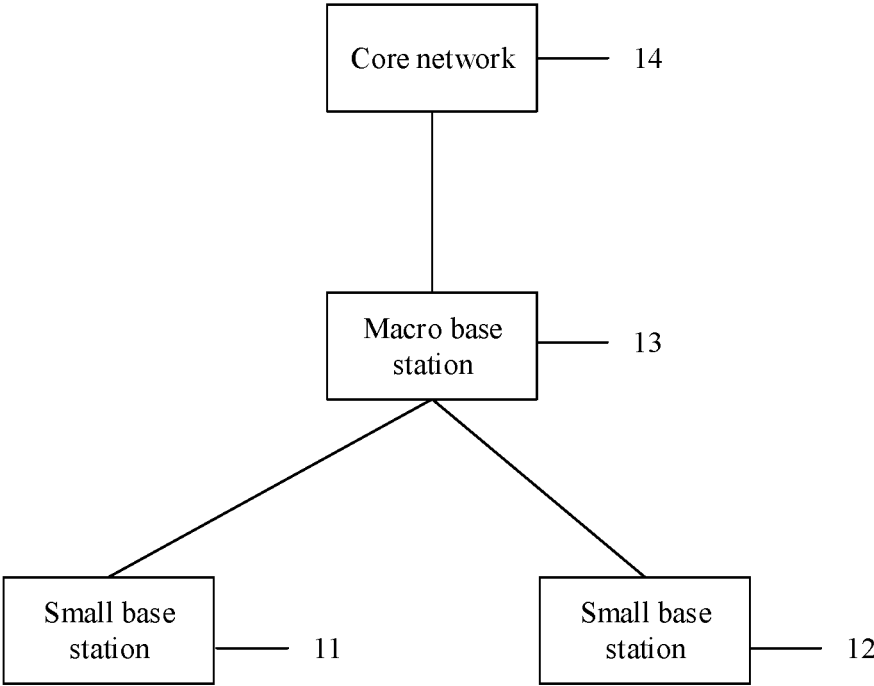 Core network
14
Macro base
station
13
Small base
station
11
Small base
station
12